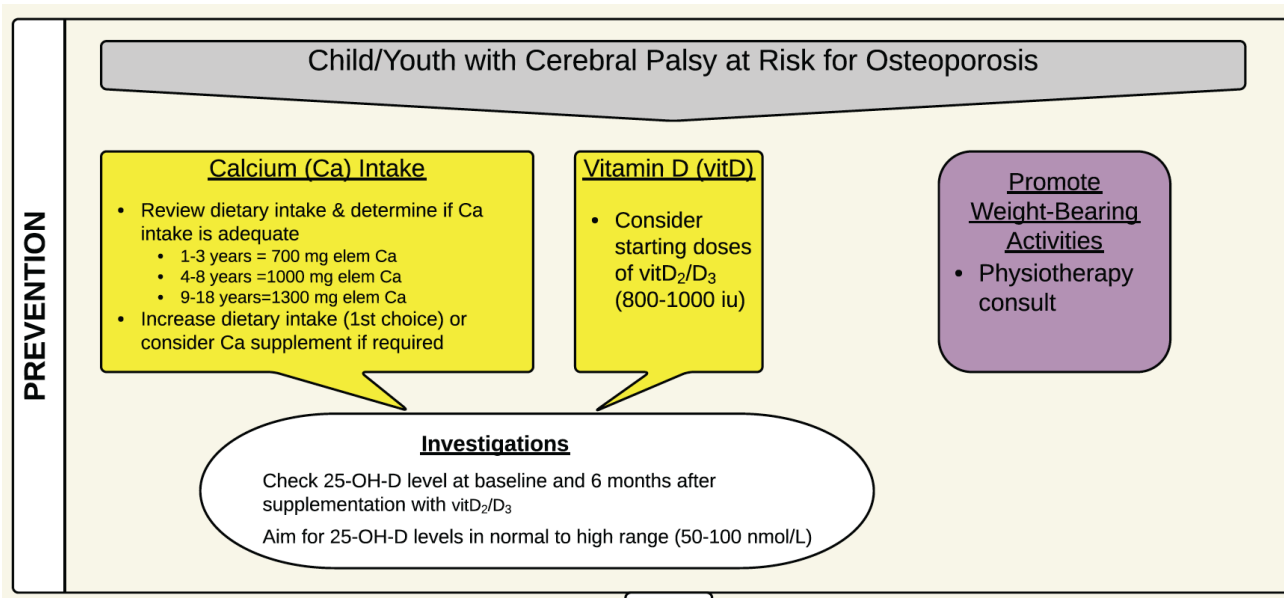 PREVENTION
Child/Youth with Cerebral Palsy at Risk for Osteoporosis
Calcium (Ca) Intake
• Review dietary intake & determine if Ca
intake is adequate
• 1-3 years = 700 mg elem Ca
• 4-8 years =1000 mg elem Ca
• 9-18 years=1300 mg elem Ca
• Increase dietary intake (1st choice) or
consider Ca supplement if required
Vitamin D (vitD)
• Consider
starting doses
of vitD₂/D₃
(800-1000 iu)
Promote
Weight-Bearing
Activities
• Physiotherapy
consult
Investigations
Check 25-OH-D level at baseline and 6 months after
supplementation with vitD₂/D₃
Aim for 25-OH-D levels in normal to high range (50-100 nmol/L)